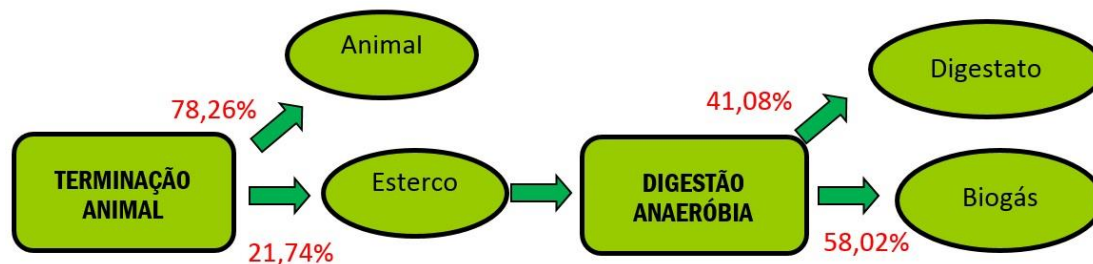 Animal
78,26%
TERMINAÇÃO
ANIMAL
Esterco
21,74%
DIGESTÃO
ANAERÓBIA
41,08%
Digestato
Biogás
58,02%